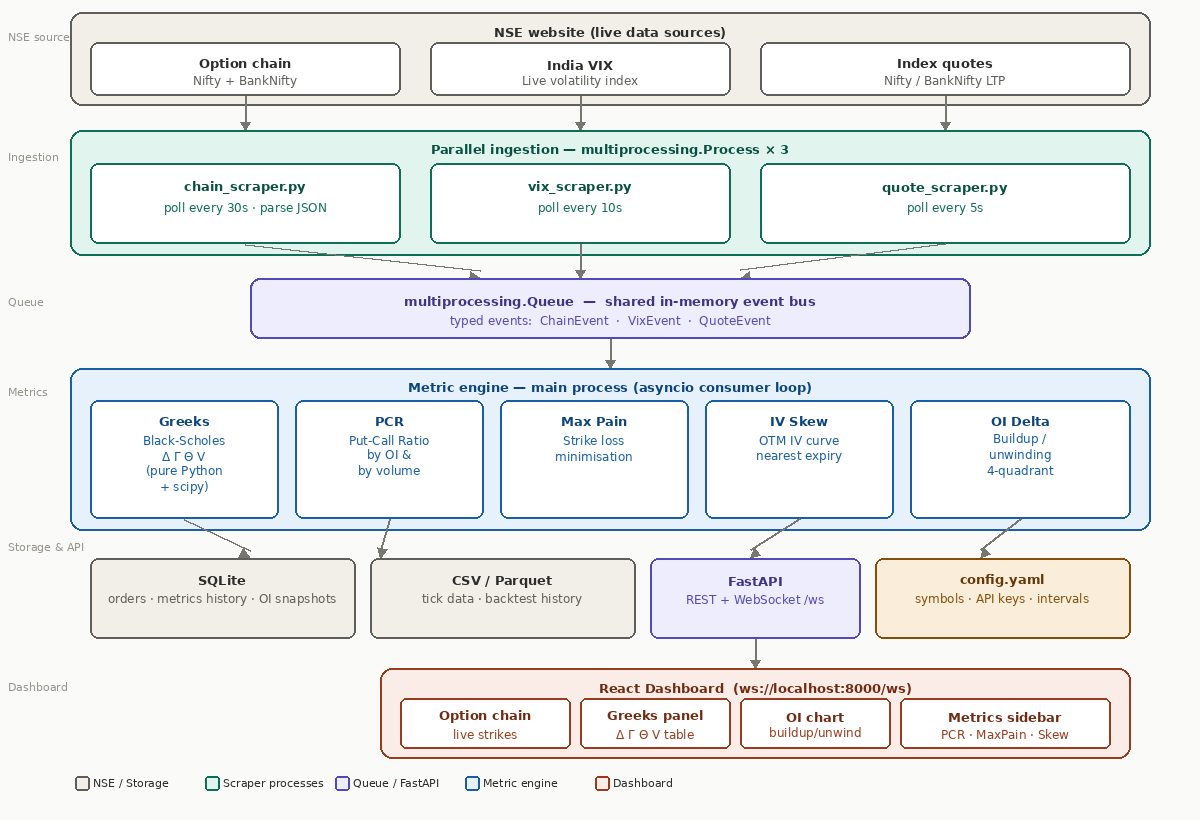 NSE source
NSE website (live data sources)
Option chain
Nifty + BankNifty
India VIX
Live volatility index
Index quotes
Nifty / BankNifty LTP
Ingestion
Parallel ingestion — multiprocessing.Process × 3
chain_scraper.py
poll every 30s · parse JSON
vix_scraper.py
poll every 10s
quote_scraper.py
poll every 5s
Queue
multiprocessing.Queue — shared in-memory event bus
typed events: ChainEvent · VixEvent · QuoteEvent
Metrics
Metric engine — main process (asyncio consumer loop)
Greeks
Black-Scholes
Δ Γ Θ V
(pure Python
+ scipy)
PCR
Put-Call Ratio
by OI &
by volume
Max Pain
Strike loss
minimisation
IV Skew
OTM IV curve
nearest expiry
OI Delta
Buildup /
unwinding
4-quadrant
Storage & API
SQLite
orders · metrics history · OI snapshots
CSV / Parquet
tick data · backtest history
FastAPI
REST + WebSocket /ws
config.yaml
symbols · API keys · intervals
Dashboard
React Dashboard (ws://localhost:8000/ws)
Option chain
live strikes
Greeks panel
Δ Γ Θ V table
OI chart
buildup/unwind
Metrics sidebar
PCR · MaxPain · Skew
NSE / Storage
Scraper processes
Queue / FastAPI
Metric engine
Dashboard